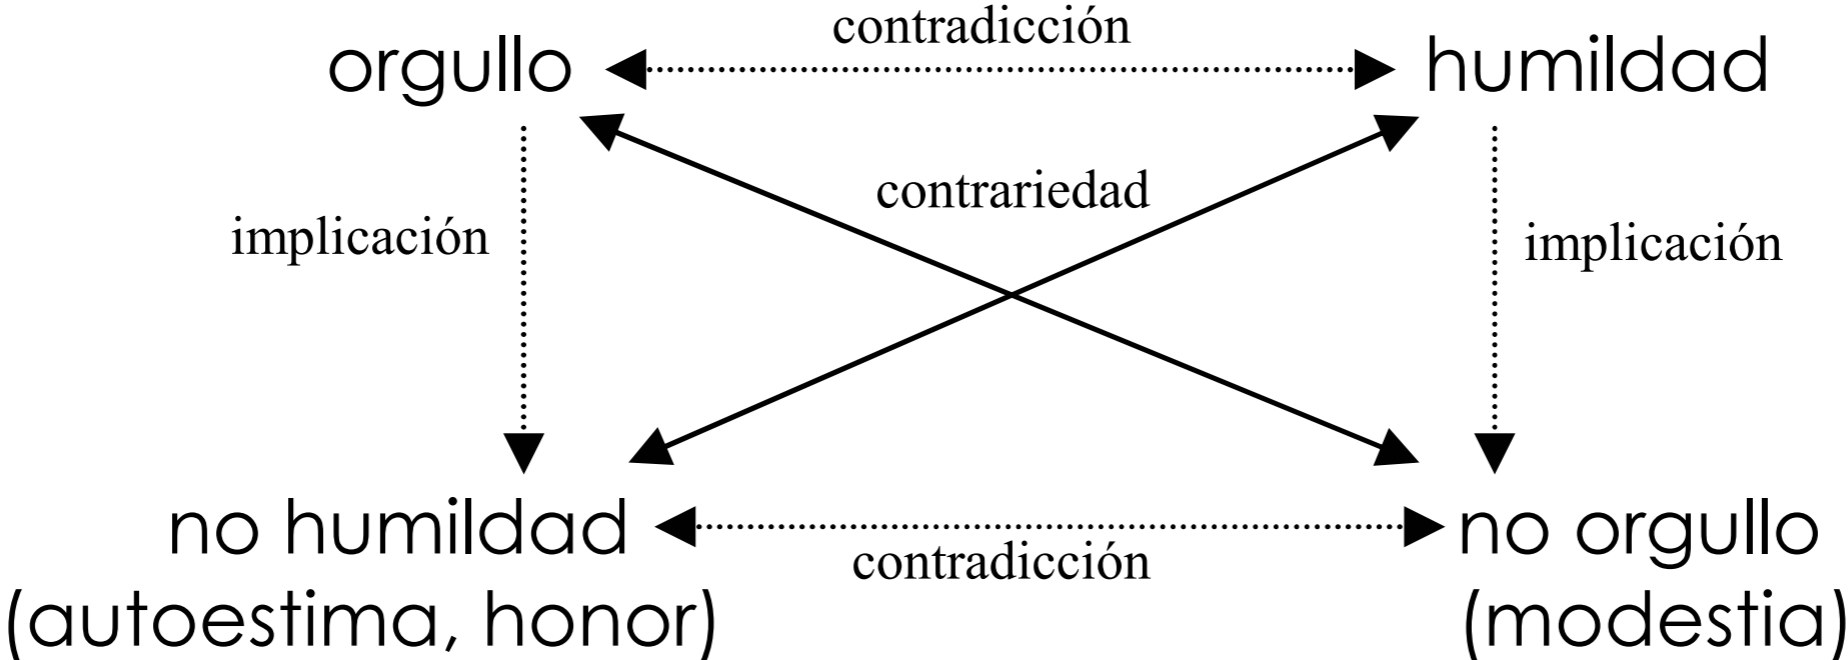 contradicción
orgullo humildad
contrariedad
implicación implicación
no humildad no orgullo
contradicción
(autoestima, honor) (modestia)